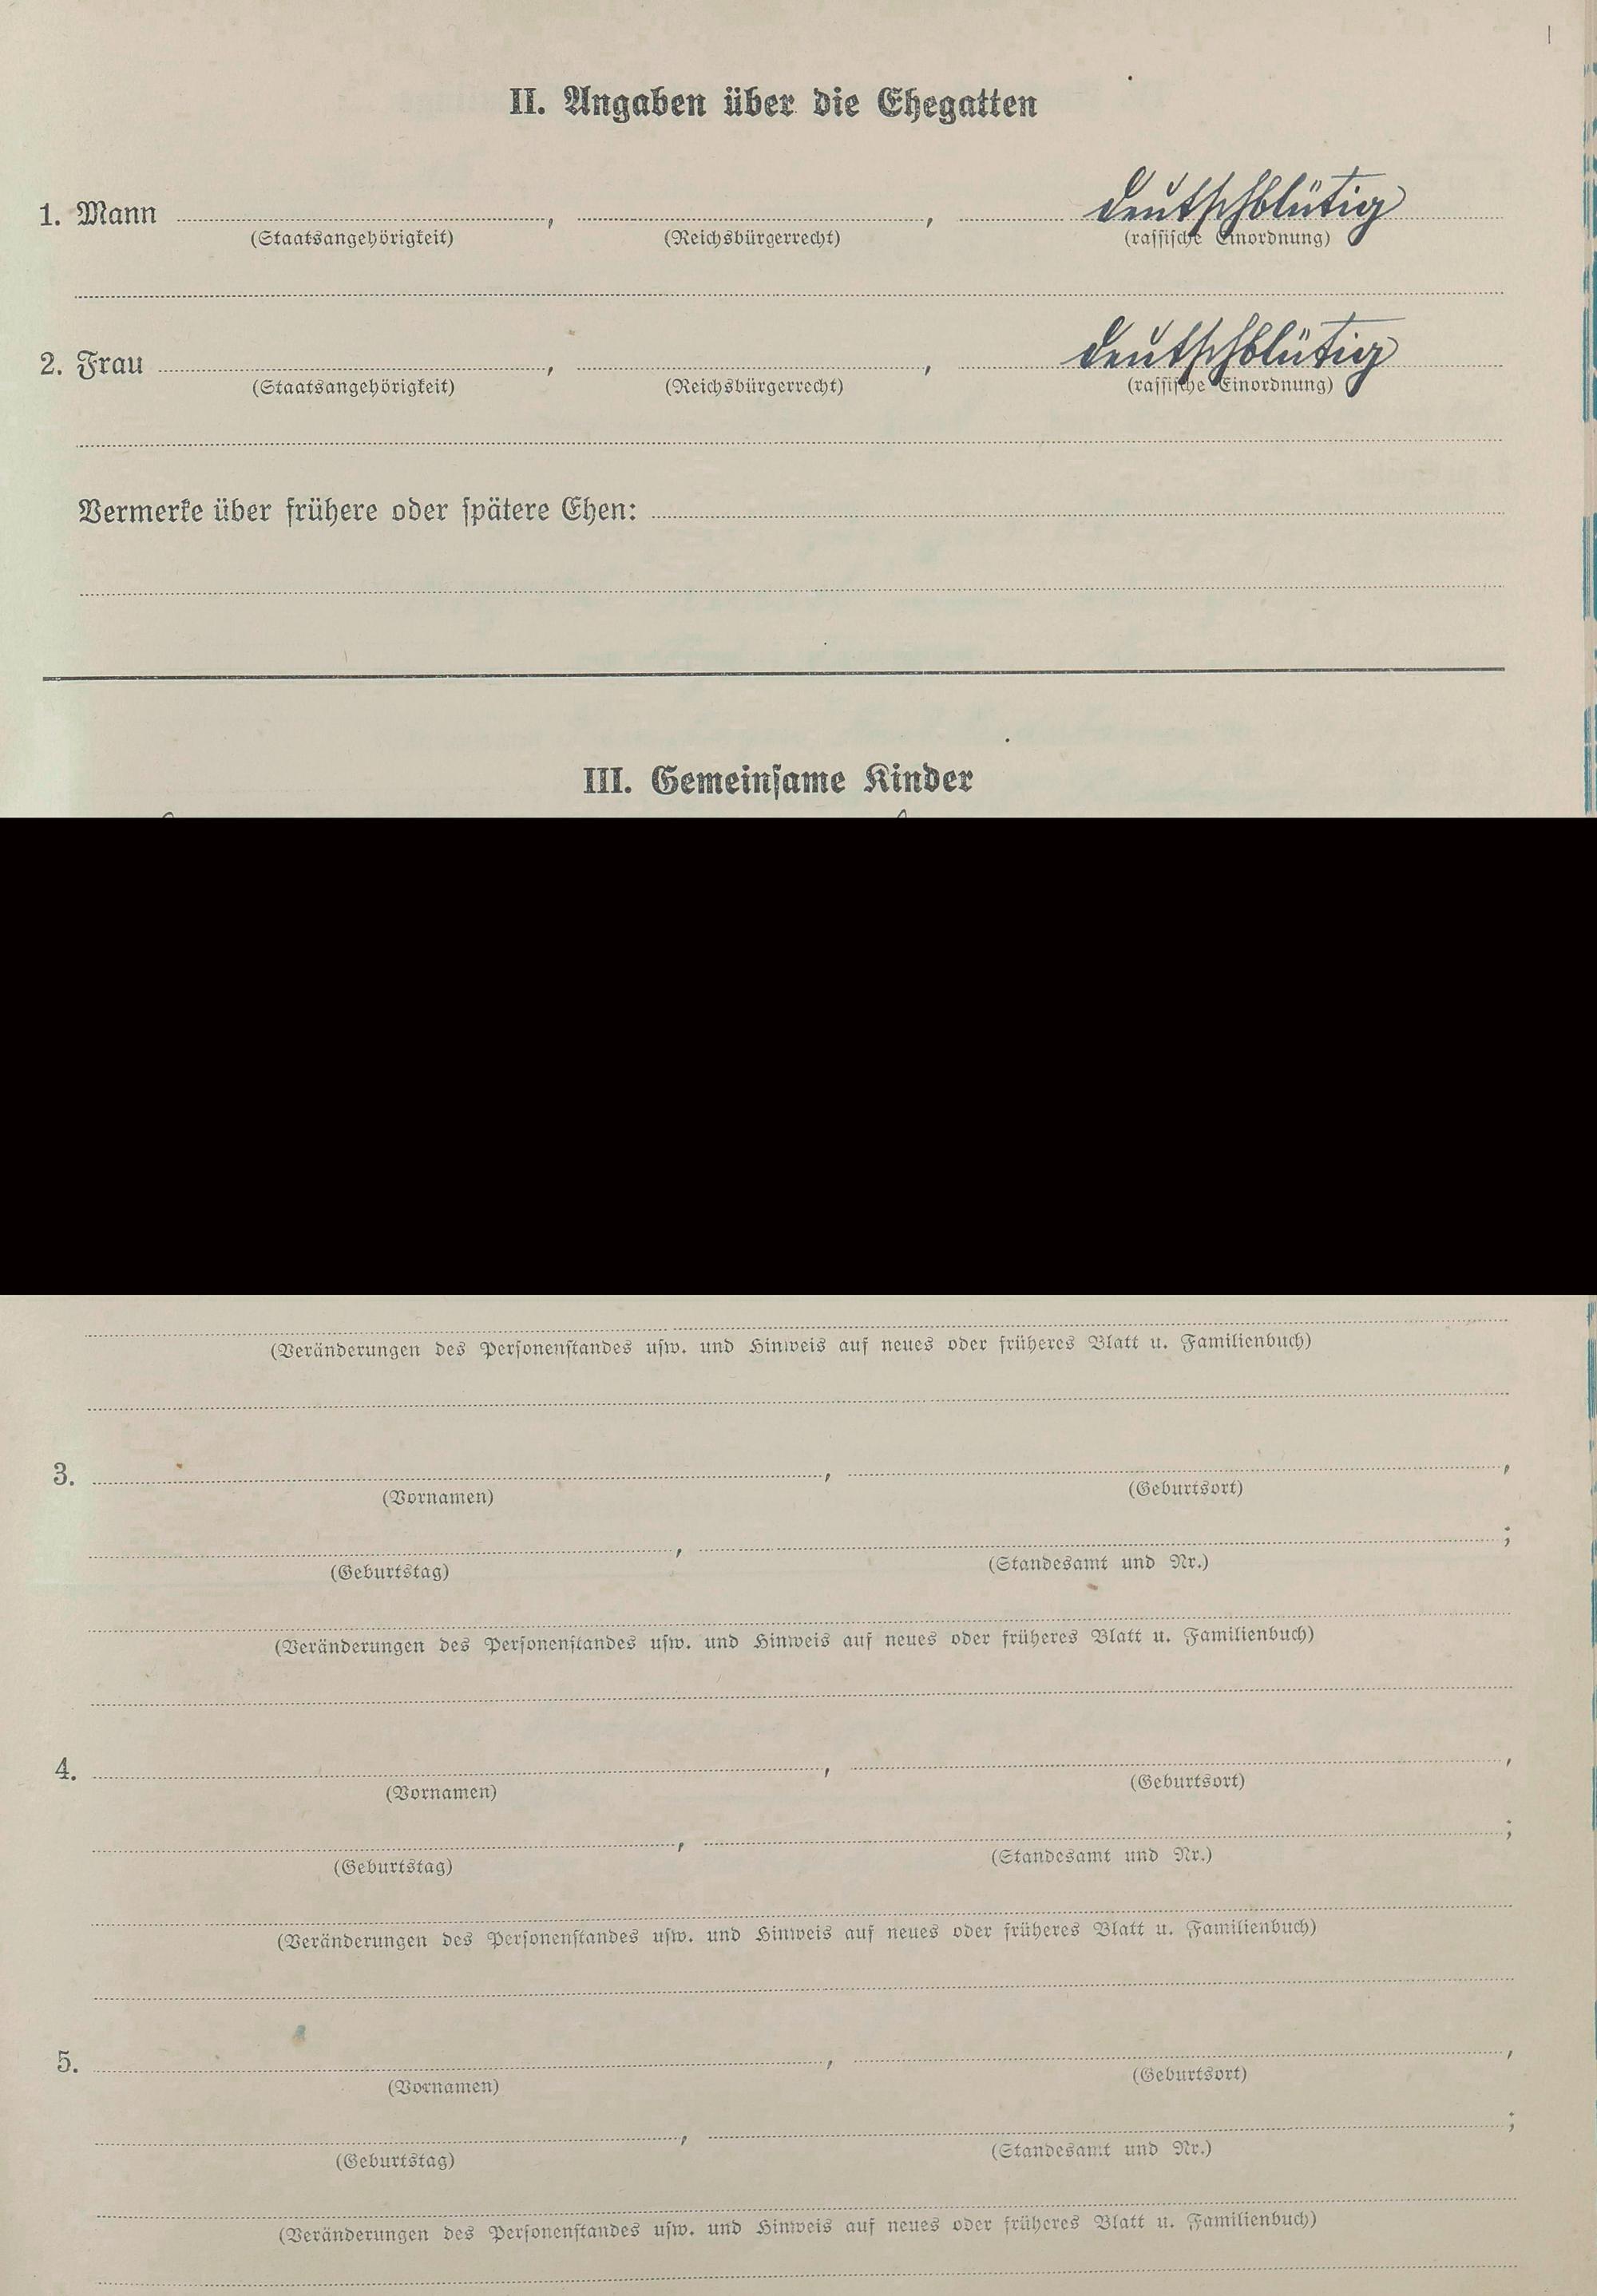 II. Angaben über die Ehegatten
1. Mann , , deutschblütig
(Staatsangehörigkeit) (Reichsbürgerrecht) (rassische Einordnung)
2. Frau , , deutschblütig
(Staatsangehörigkeit) (Reichsbürgerrecht) (rassische Einordnung)
Vermerke über frühere oder spätere Ehen:
III. Gemeinsame Kinder
(Veränderungen des Personenstandes usw. und Hinweis auf neues oder früheres Blatt u. Familienbuch)
3. , ,
(Vornamen) (Geburtsort)
, ;
(Geburtstag) (Standesamt und Nr.)
(Veränderungen des Personenstandes usw. und Hinweis auf neues oder früheres Blatt u. Familienbuch)
4. , ,
(Vornamen) (Geburtsort)
, ;
(Geburtstag) (Standesamt und Nr.)
(Veränderungen des Personenstandes usw. und Hinweis auf neues oder früheres Blatt u. Familienbuch)
5. , ,
(Vornamen) (Geburtsort)
, ;
(Geburtstag) (Standesamt und Nr.)
(Veränderungen des Personenstandes usw. und Hinweis auf neues oder früheres Blatt u. Familienbuch)